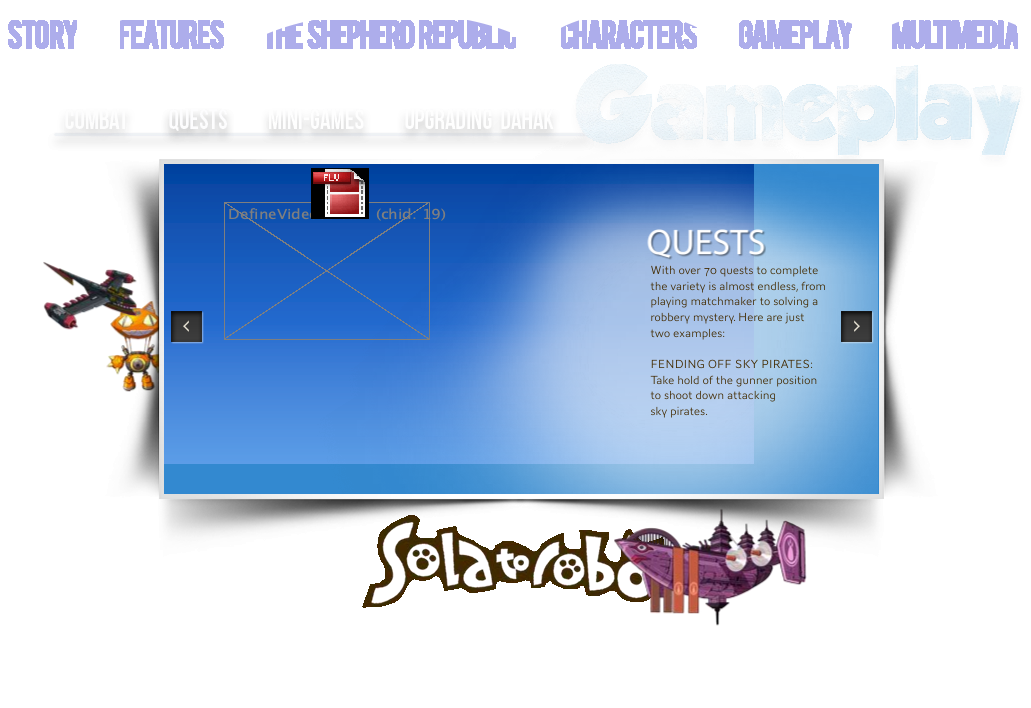 STORY FEATURES THE SHEPHERD REPUBLIC CHARACTERS GAMEPLAY MULTIMEDIA
Gameplay
COMBAT QUESTS MINI-GAMES UPGRADING DAHAK
FLV
(chid: 19)
QUESTS
With over 70 quests to complete
the variety is almost endless, from
playing matchmaker to solving a
robbery mystery. Here are just
two examples:
FENDING OFF SKY PIRATES:
Take hold of the gunner position
to shoot down attacking
sky pirates.
Solatorobo